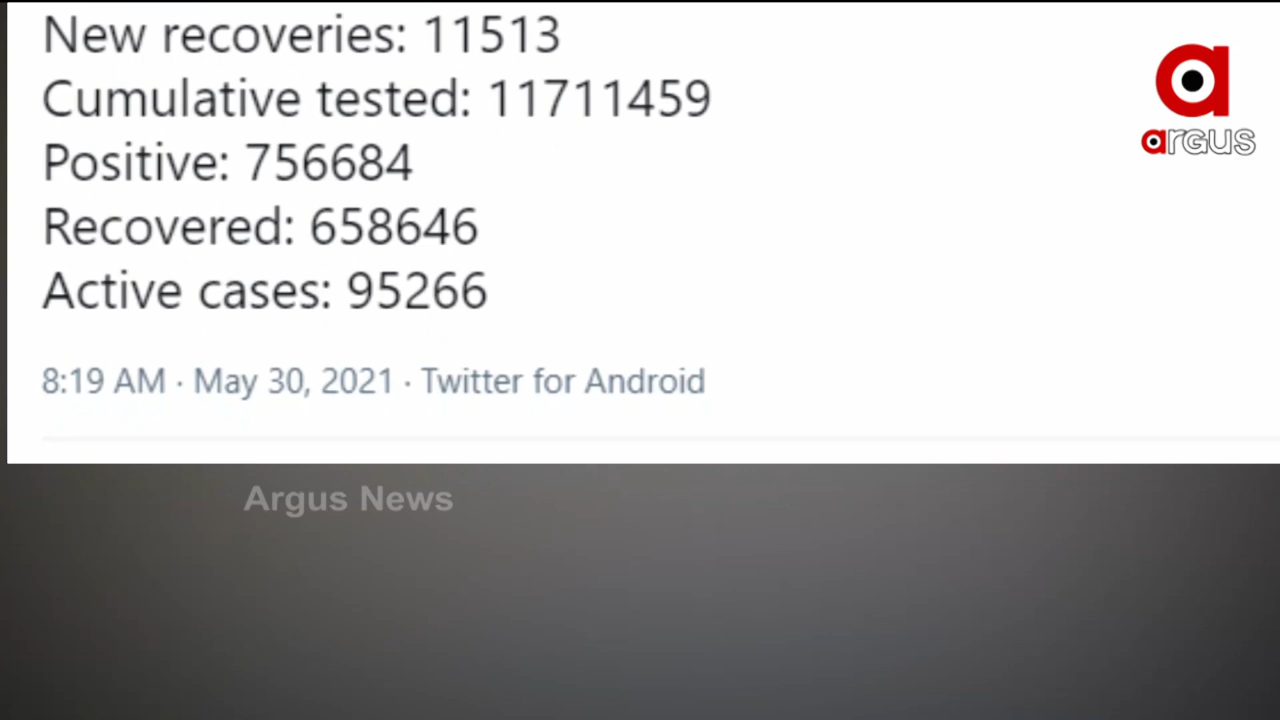 New recoveries: 11513
Cumulative tested: 11711459
Positive: 756684
Recovered: 658646
Active cases: 95266
8:19 AM · May 30, 2021 · Twitter for Android
argus
Argus News